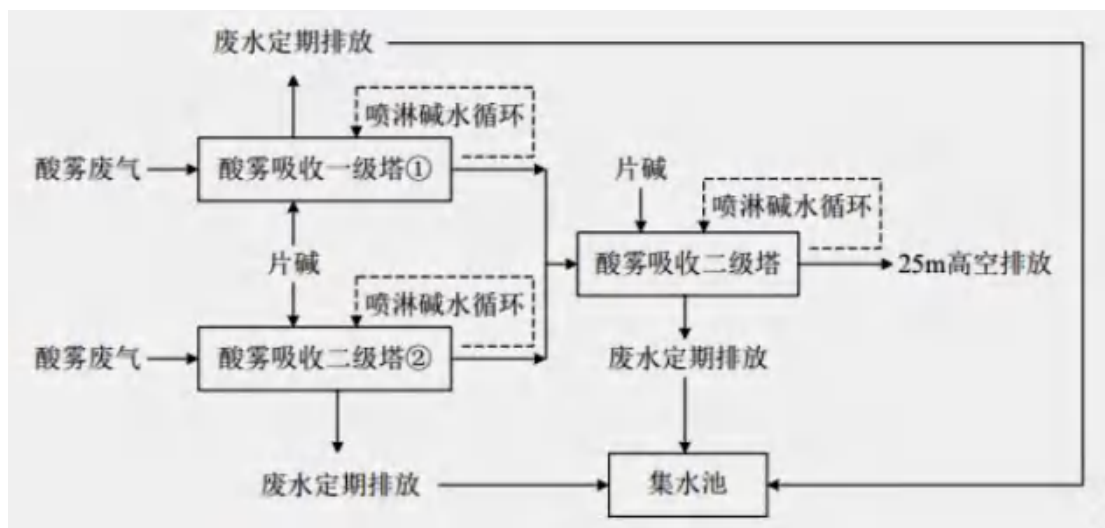 废水定期排放
喷淋碱水循环
酸雾废气
酸雾吸收一级塔①
片碱
喷淋碱水循环
片碱
酸雾吸收二级塔
25m高空排放
喷淋碱水循环
酸雾废气
酸雾吸收二级塔②
废水定期排放
废水定期排放
集水池